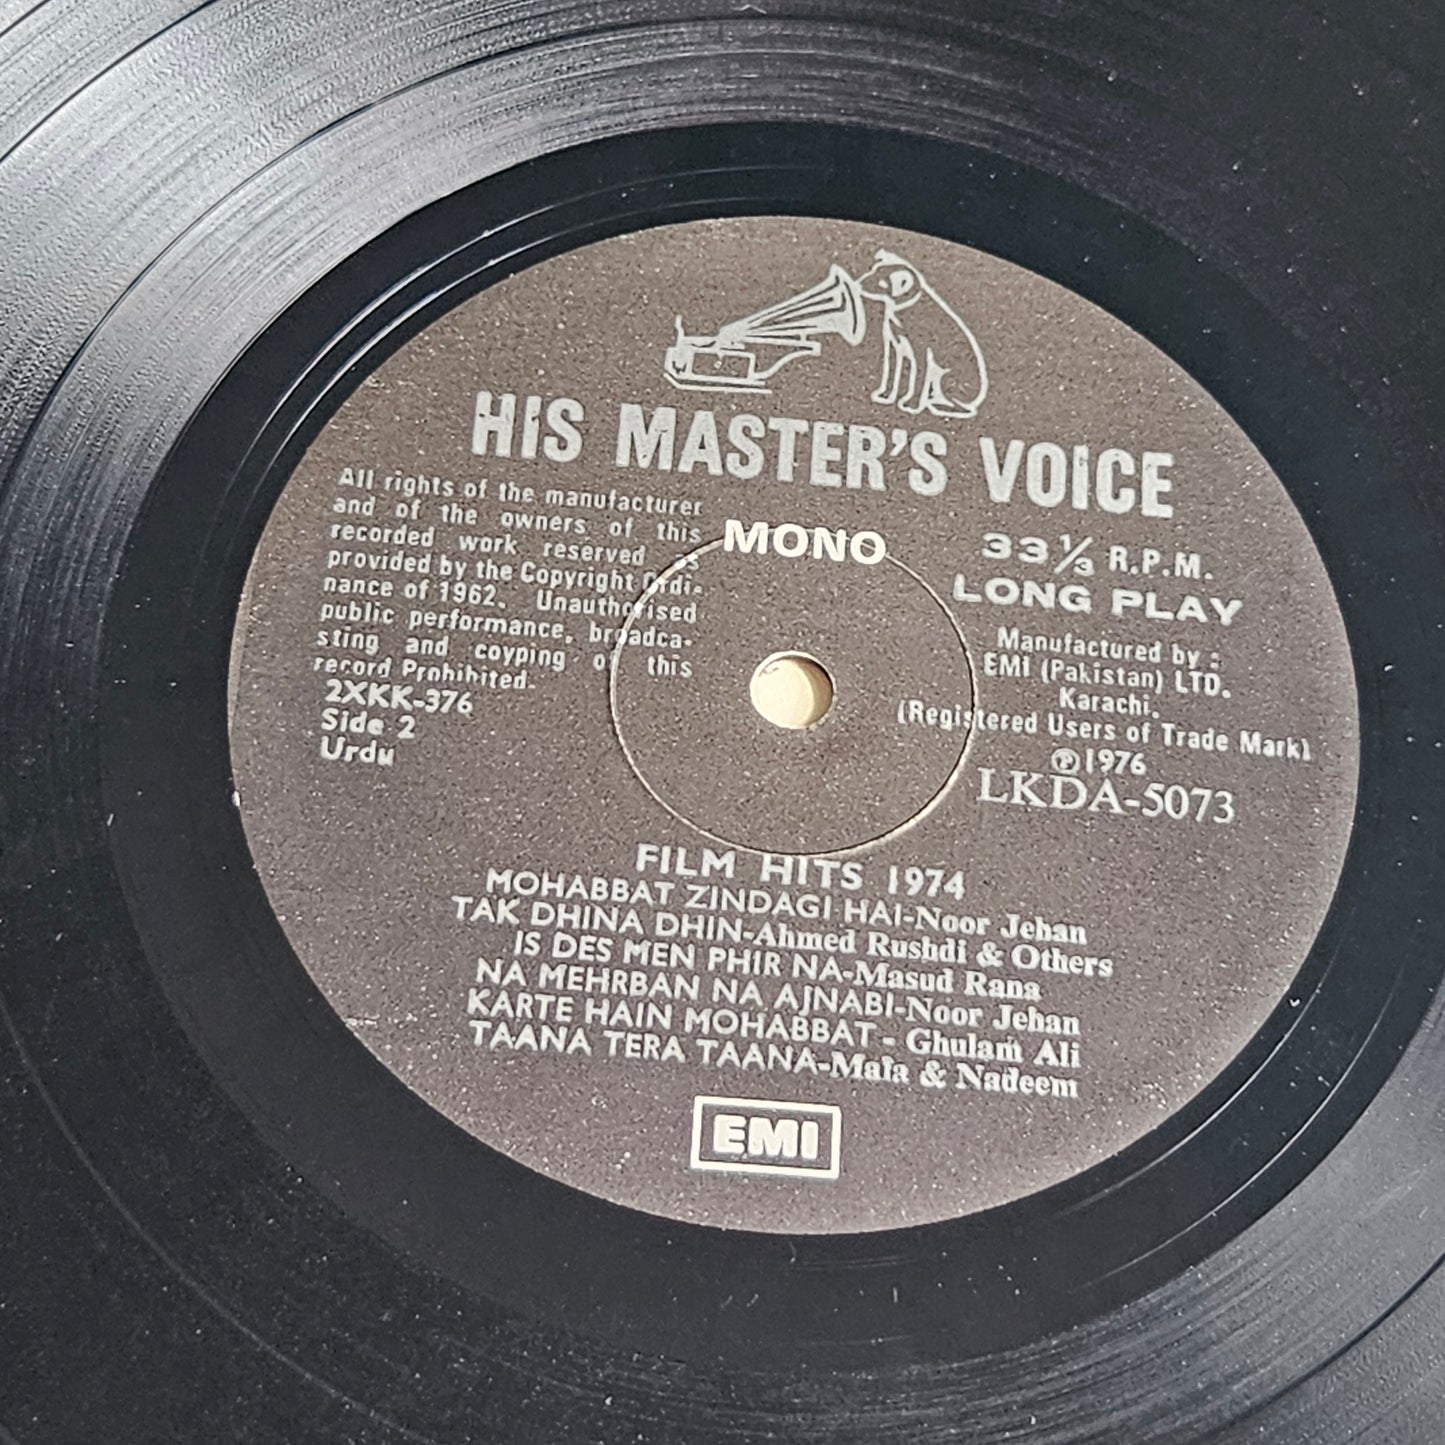 HIS MASTER'S VOICE
All rights of the manufacturer
and of the owners of this
recorded work reserved as
provided by the Copyright Ordi-
nance of 1962. Unauthorised
public performance. broadca-
sting and coyping of this
record Prohibited.
2XKK-376
Side 2
Urdu
MONO
33 1/3 R.P.M.
LONG PLAY
Manufactured by :
EMI (Pakistan) LTD.
Karachi.
(Registered Users of Trade Mark)
℗1976
LKDA-5073
FILM HITS 1974
MOHABBAT ZINDAGI HAI-Noor Jehan
TAK DHINA DHIN-Ahmed Rushdi & Others
IS DES MEN PHIR NA-Masud Rana
NA MEHRBAN NA AJNABI-Noor Jehan
KARTE HAIN MOHABBAT - Ghulam Ali
TAANA TERA TAANA-Mala & Nadeem
EMI